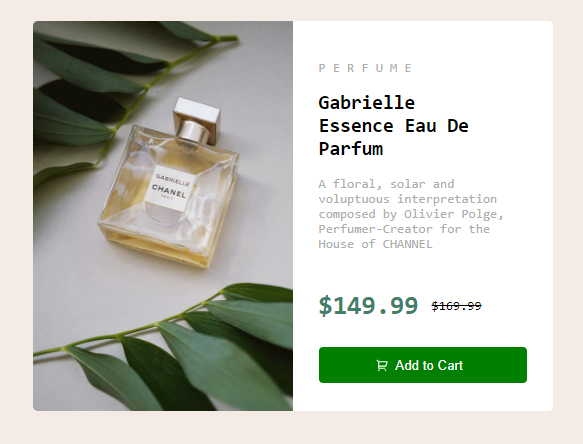 GABRIELLE
CHANEL
PARIS
PERFUME
Gabrielle
Essence Eau De
Parfum
A floral, solar and
voluptuous interpretation
composed by Olivier Polge,
Perfumer-Creator for the
House of CHANNEL
$149.99 $169.99
Add to Cart